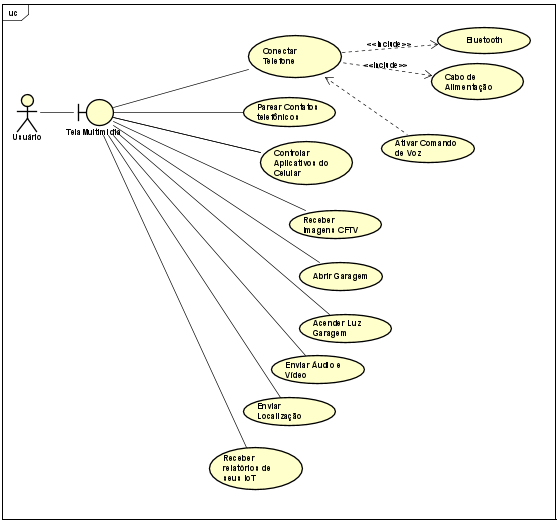 uc
Conectar
Telefone
<<include>>
Bluetooth
<<include>>
Cabo de
Alimentação
Usuário
Tela Multimídia
Parear Contatos
telefônicos
Ativar Comando
de Voz
Controlar
Aplicativos do
Celular
Receber
Imagens CFTV
Abrir Garagem
Acender Luz
Garagem
Enviar Áudio e
Vídeo
Enviar
Localização
Receber
relatórios de
seus IoT